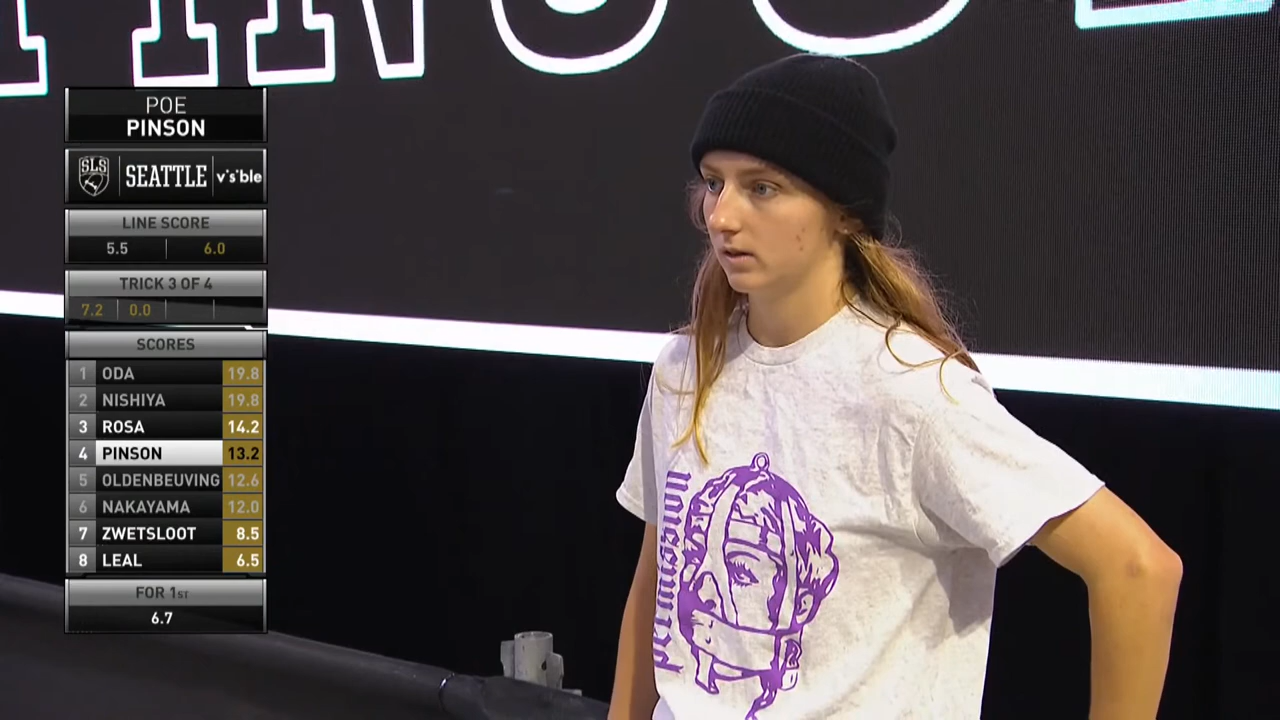 PINSON
POE
PINSON
SLS SEATTLE v*s*ble
LINE SCORE
5.5 6.0
TRICK 3 OF 4
7.2 0.0
SCORES
1 ODA 19.8
2 NISHIYA 19.8
3 ROSA 14.2
4 PINSON 13.2
5 OLDENBEUVING 12.6
6 NAKAYAMA 12.0
7 ZWETSLOOT 8.5
8 LEAL 6.5
FOR 1ST
6.7
permission